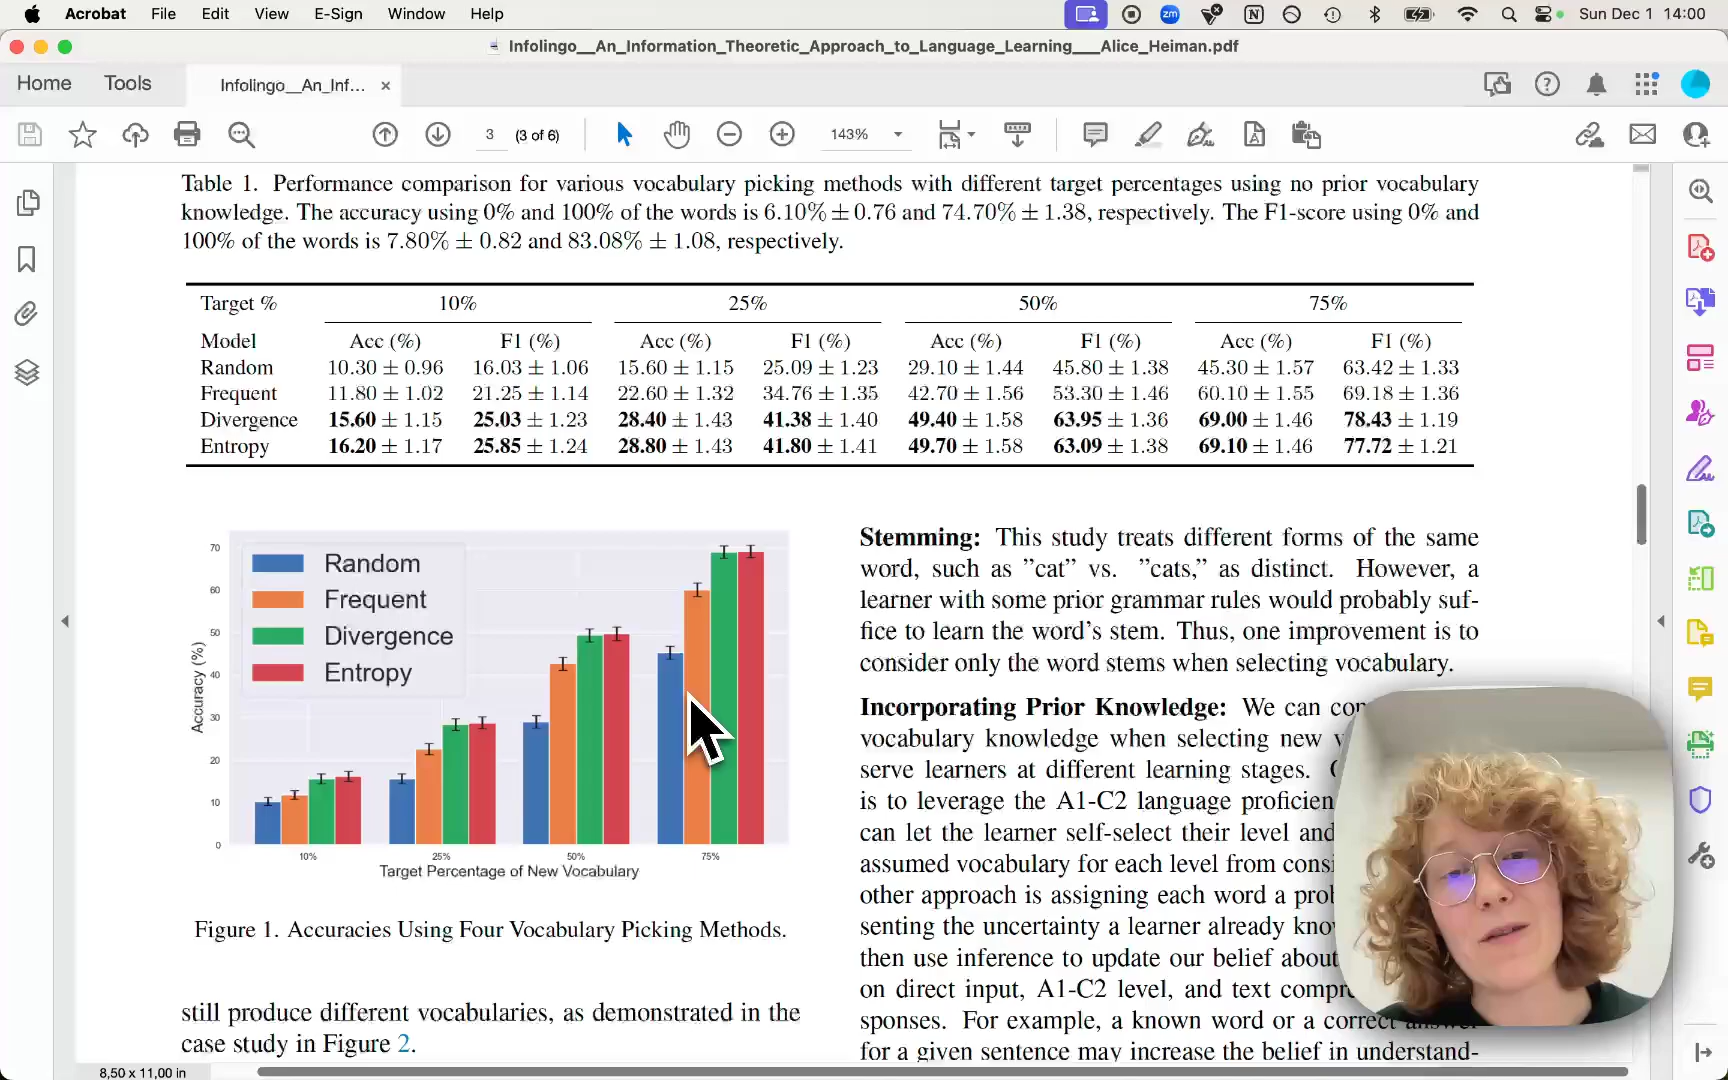 Acrobat File Edit View E-Sign Window Help zm Sun Dec 1 14:00
Infolingo__An_Information_Theoretic_Approach_to_Language_Learning___Alice_Heiman.pdf
Home Tools Infolingo__An_Inf... ×
3 (3 of 6) 143%
Table 1. Performance comparison for various vocabulary picking methods with different target percentages using no prior vocabulary
knowledge. The accuracy using 0% and 100% of the words is 6.10% ± 0.76 and 74.70% ± 1.38, respectively. The F1-score using 0% and
100% of the words is 7.80% ± 0.82 and 83.08% ± 1.08, respectively.
Target % 10% 25% 50% 75%
Model Acc (%) F1 (%) Acc (%) F1 (%) Acc (%) F1 (%) Acc (%) F1 (%)
Random 10.30 ± 0.96 16.03 ± 1.06 15.60 ± 1.15 25.09 ± 1.23 29.10 ± 1.44 45.80 ± 1.38 45.30 ± 1.57 63.42 ± 1.33
Frequent 11.80 ± 1.02 21.25 ± 1.14 22.60 ± 1.32 34.76 ± 1.35 42.70 ± 1.56 53.30 ± 1.46 60.10 ± 1.55 69.18 ± 1.36
Divergence 15.60 ± 1.15 25.03 ± 1.23 28.40 ± 1.43 41.38 ± 1.40 49.40 ± 1.58 63.95 ± 1.36 69.00 ± 1.46 78.43 ± 1.19
Entropy 16.20 ± 1.17 25.85 ± 1.24 28.80 ± 1.43 41.80 ± 1.41 49.70 ± 1.58 63.09 ± 1.38 69.10 ± 1.46 77.72 ± 1.21
70
60
50
40
30
20
10
0
Accuracy (%)
Random
Frequent
Divergence
Entropy
10% 25% 50% 75%
Target Percentage of New Vocabulary
Figure 1. Accuracies Using Four Vocabulary Picking Methods.
still produce different vocabularies, as demonstrated in the
case study in Figure 2.
Stemming: This study treats different forms of the same
word, such as ”cat” vs. ”cats,” as distinct. However, a
learner with some prior grammar rules would probably suf-
fice to learn the word’s stem. Thus, one improvement is to
consider only the word stems when selecting vocabulary.
Incorporating Prior Knowledge: We can
vocabulary knowledge when selecting new
serve learners at different learning stages.
is to leverage the A1-C2 language
can let the learner self-select their level and
assumed vocabulary for each level from
other approach is assigning each word a
senting the uncertainty a learner already
then use inference to update our belief about
on direct input, A1-C2 level, and text
sponses. For example, a known word or a correct
for a given sentence may increase the belief in understand-
8,50 x 11,00 in